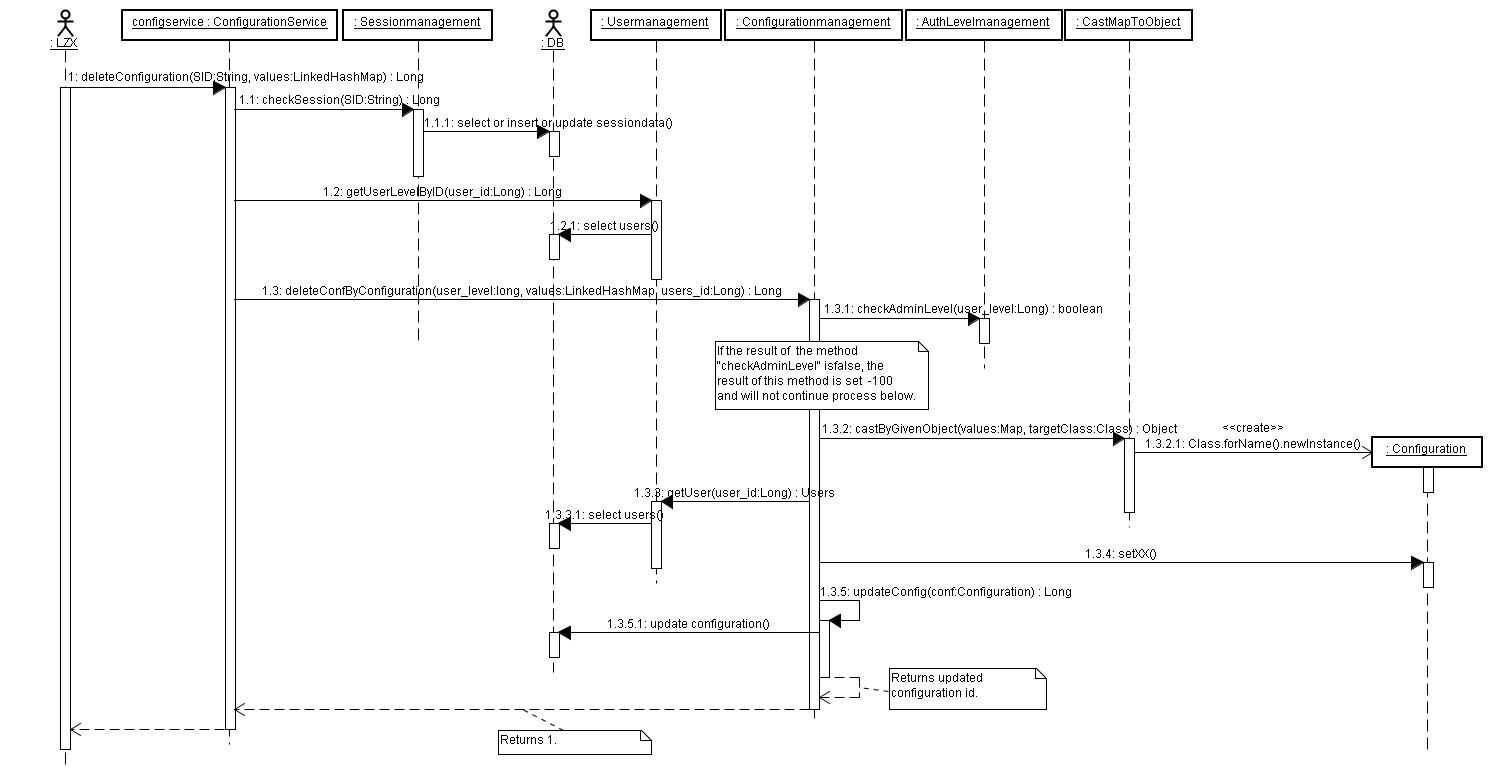 : LZX
configservice : ConfigurationService
: Sessionmanagement
: DB
: Usermanagement
: Configurationmanagement
: AuthLevelmanagement
: CastMapToObject
1: deleteConfiguration(SID:String, values:LinkedHashMap) : Long
1.1: checkSession(SID:String) : Long
1.1.1: select or insert or update sessiondata()
1.2: getUserLevelByID(user_id:Long) : Long
1.2.1: select users()
1.3: deleteConfByConfiguration(user_level:long, values:LinkedHashMap, users_id:Long) : Long
1.3.1: checkAdminLevel(user_level:Long) : boolean
If the result of the method
"checkAdminLevel" isfalse, the
result of this method is set -100
and will not continue process below.
1.3.2: castByGivenObject(values:Map, targetClass:Class) : Object
<<create>>
1.3.2.1: Class.forName().newInstance()
: Configuration
1.3.3: getUser(user_id:Long) : Users
1.3.3.1: select users()
1.3.4: setXX()
1.3.5: updateConfig(conf:Configuration) : Long
1.3.5.1: update configuration()
Returns updated
configuration id.
Returns 1.